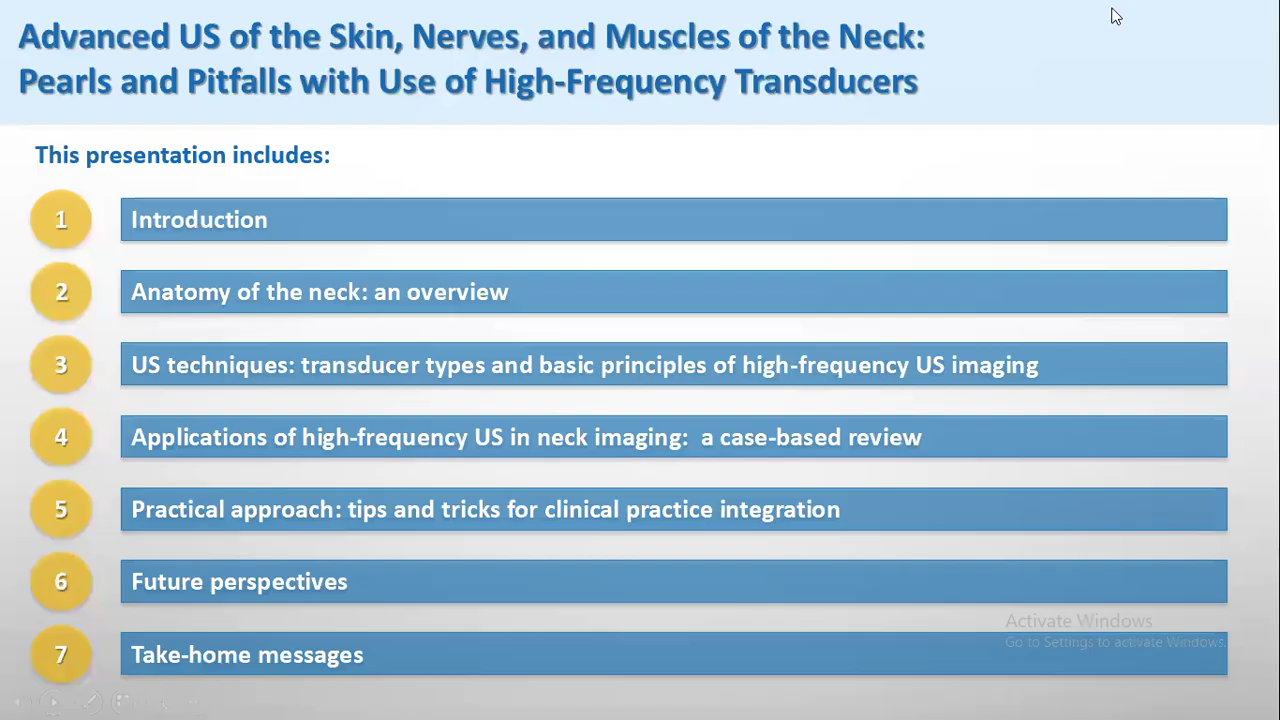 Advanced US of the Skin, Nerves, and Muscles of the Neck:
Pearls and Pitfalls with Use of High-Frequency Transducers
This presentation includes:
1 Introduction
2 Anatomy of the neck: an overview
3 US techniques: transducer types and basic principles of high-frequency US imaging
4 Applications of high-frequency US in neck imaging: a case-based review
5 Practical approach: tips and tricks for clinical practice integration
6 Future perspectives
Activate Windows
Go to Settings to activate Windows.
7 Take-home messages